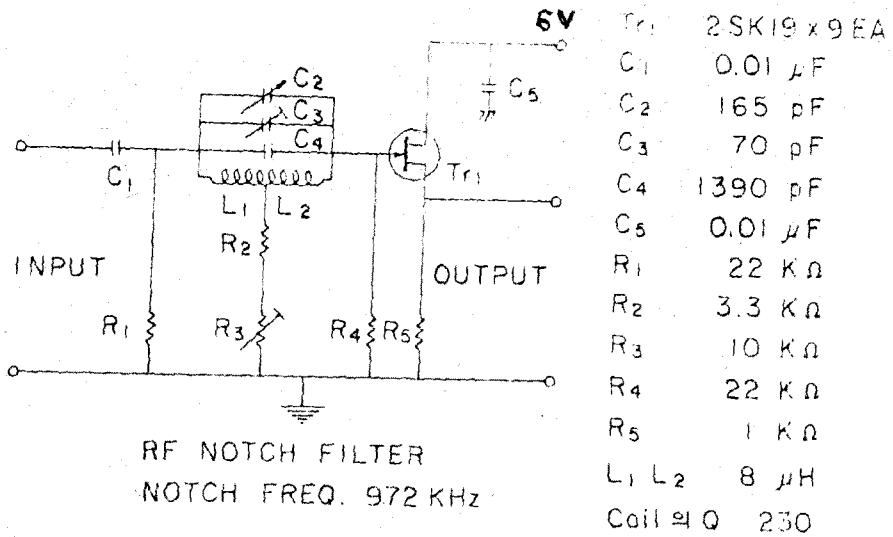 6V
C2
C3
C4
C5
C1
Tr1
L1 L2
R2
INPUT
OUTPUT
R1
R3
R4
R5
RF NOTCH FILTER
NOTCH FREQ. 972 KHz
Tr1 2SK19 x 9 EA
C1 0.01 μF
C2 165 pF
C3 70 pF
C4 1390 pF
C5 0.01 μF
R1 22 KΩ
R2 3.3 KΩ
R3 10 KΩ
R4 22 KΩ
R5 1 KΩ
L1 L2 8 μH
Coil의 Q 230